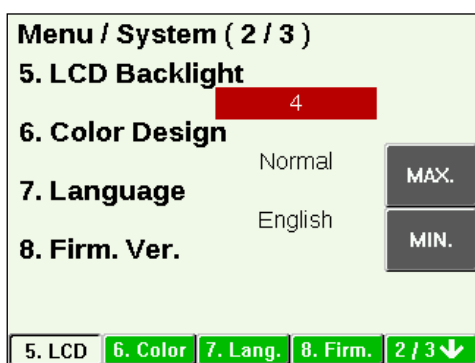 Menu / System ( 2 / 3 )
5. LCD Backlight
4
6. Color Design
Normal
MAX.
7. Language
English
MIN.
8. Firm. Ver.
5. LCD 6. Color 7. Lang. 8. Firm. 2 / 3 ↓